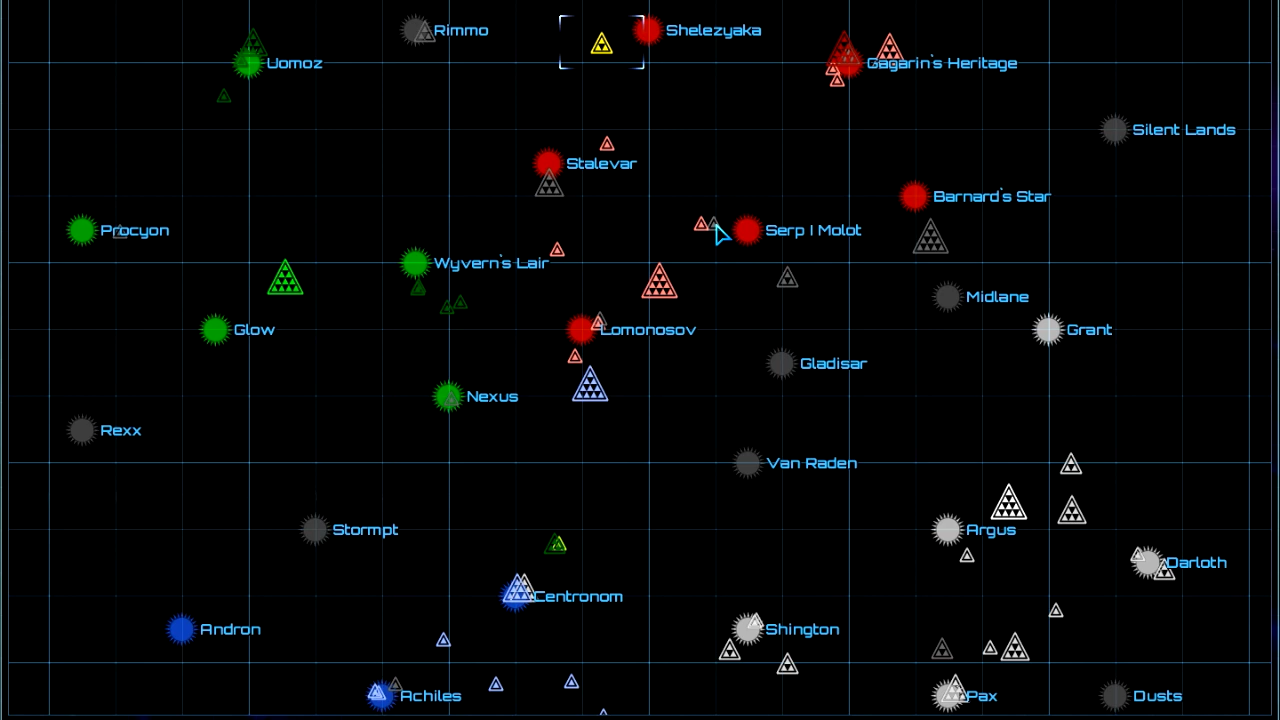 Rimmo
Shelezyaka
Uomoz
Gagarin's Heritage
Silent Lands
Stalevar
Barnard's Star
Procyon
Serp I Molot
Wyvern's Lair
Midlane
Glow
Lomonosov
Grant
Gladisar
Nexus
Rexx
Van Raden
Stormpt
Argus
Darloth
Centronom
Andron
Shington
Achiles
Pax
Dusts